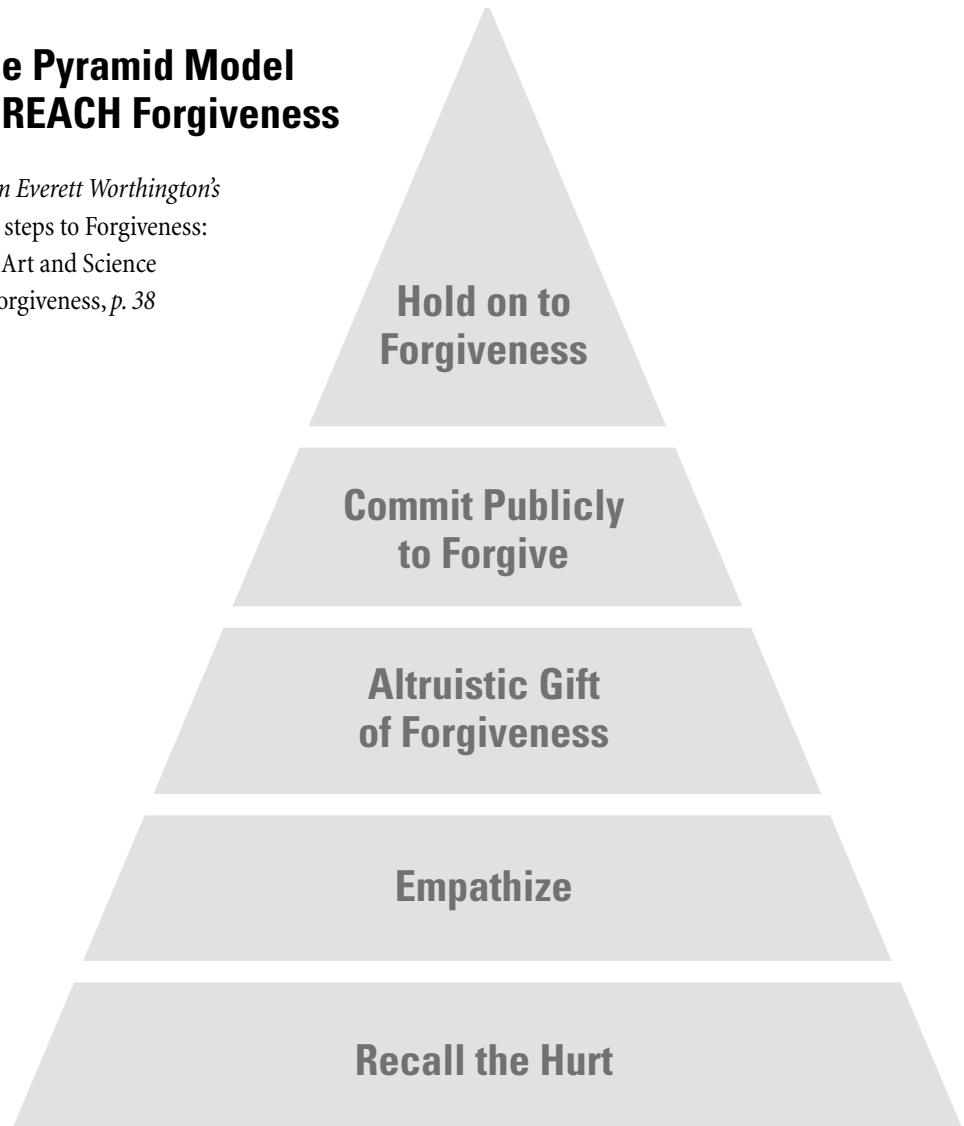 e Pyramid Model
REACH Forgiveness
n Everett Worthington's
steps to Forgiveness:
Art and Science
orgiveness, p. 38
Hold on to
Forgiveness
Commit Publicly
to Forgive
Altruistic Gift
of Forgiveness
Empathize
Recall the Hurt